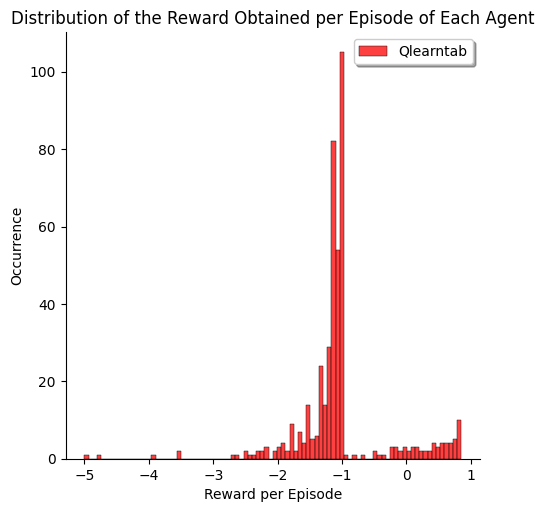 Distribution of the Reward Obtained per Episode of Each Agent
Qlearntab
100
80
60
40
20
0
Occurrence
−5 −4 −3 −2 −1 0 1
Reward per Episode